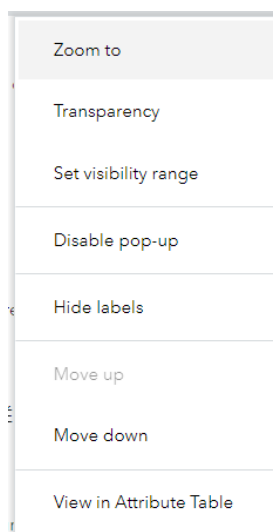 Zoom to
Transparency
Set visibility range
Disable pop-up
Hide labels
Move up
Move down
View in Attribute Table